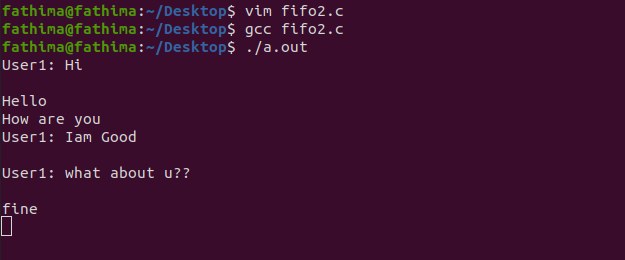 fathima@fathima:~/Desktop$ vim fifo2.c
fathima@fathima:~/Desktop$ gcc fifo2.c
fathima@fathima:~/Desktop$ ./a.out
User1: Hi
Hello
How are you
User1: Iam Good
User1: what about u??
fine